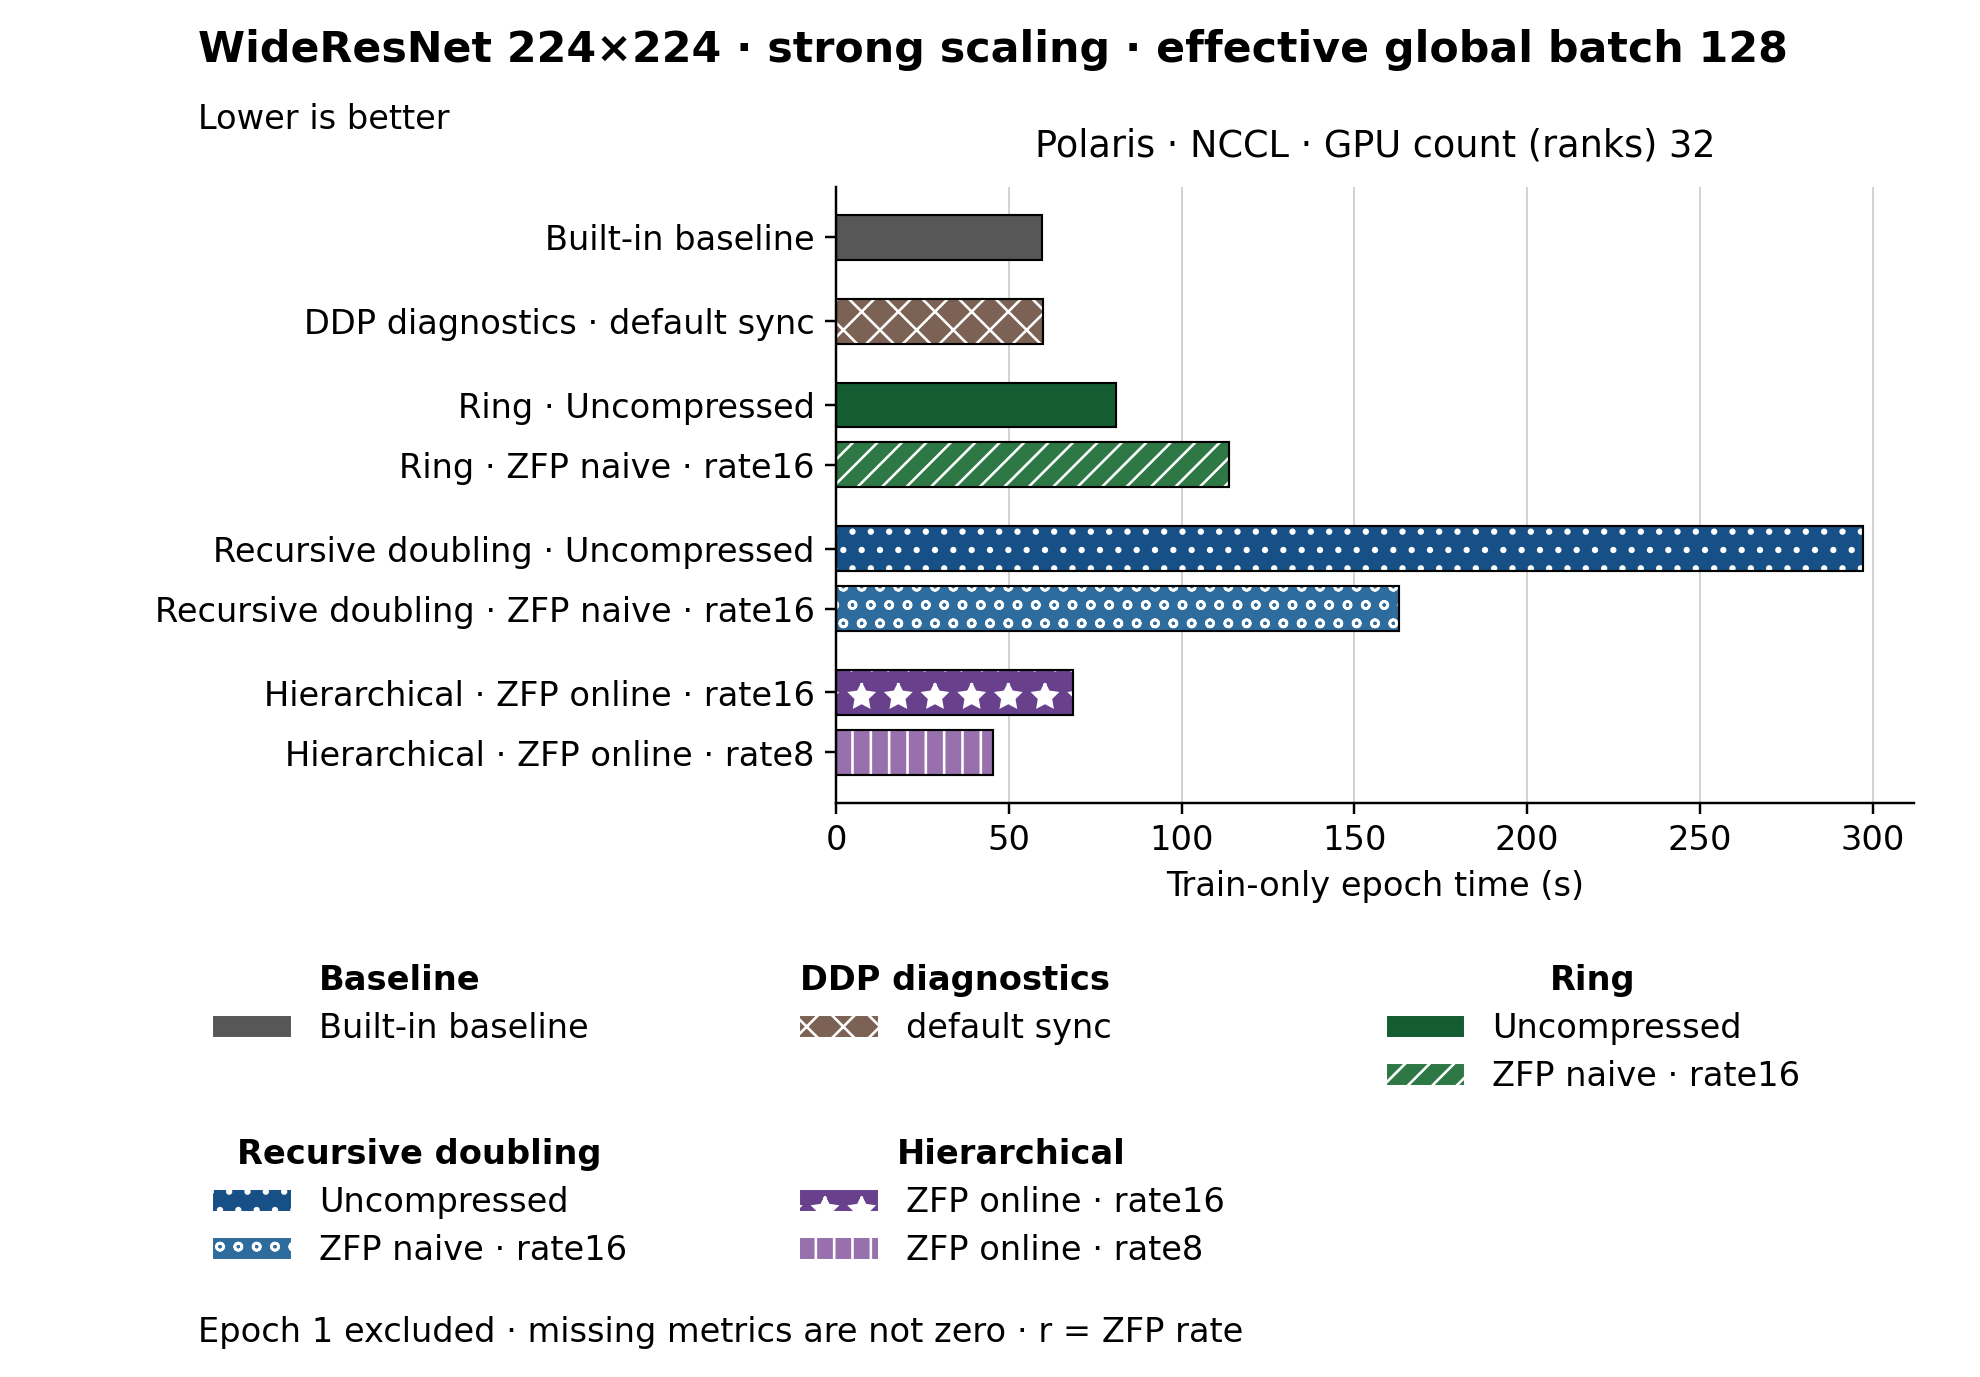 WideResNet 224×224 · strong scaling · effective global batch 128
Lower is better
Polaris · NCCL · GPU count (ranks) 32
Built-in baseline
DDP diagnostics · default sync
Ring · Uncompressed
Ring · ZFP naive · rate16
Recursive doubling · Uncompressed
Recursive doubling · ZFP naive · rate16
Hierarchical · ZFP online · rate16
Hierarchical · ZFP online · rate8
0 50 100 150 200 250 300
Train-only epoch time (s)
Baseline
Built-in baseline
DDP diagnostics
default sync
Ring
Uncompressed
ZFP naive · rate16
Recursive doubling
Uncompressed
ZFP naive · rate16
Hierarchical
ZFP online · rate16
ZFP online · rate8
Epoch 1 excluded · missing metrics are not zero · r = ZFP rate